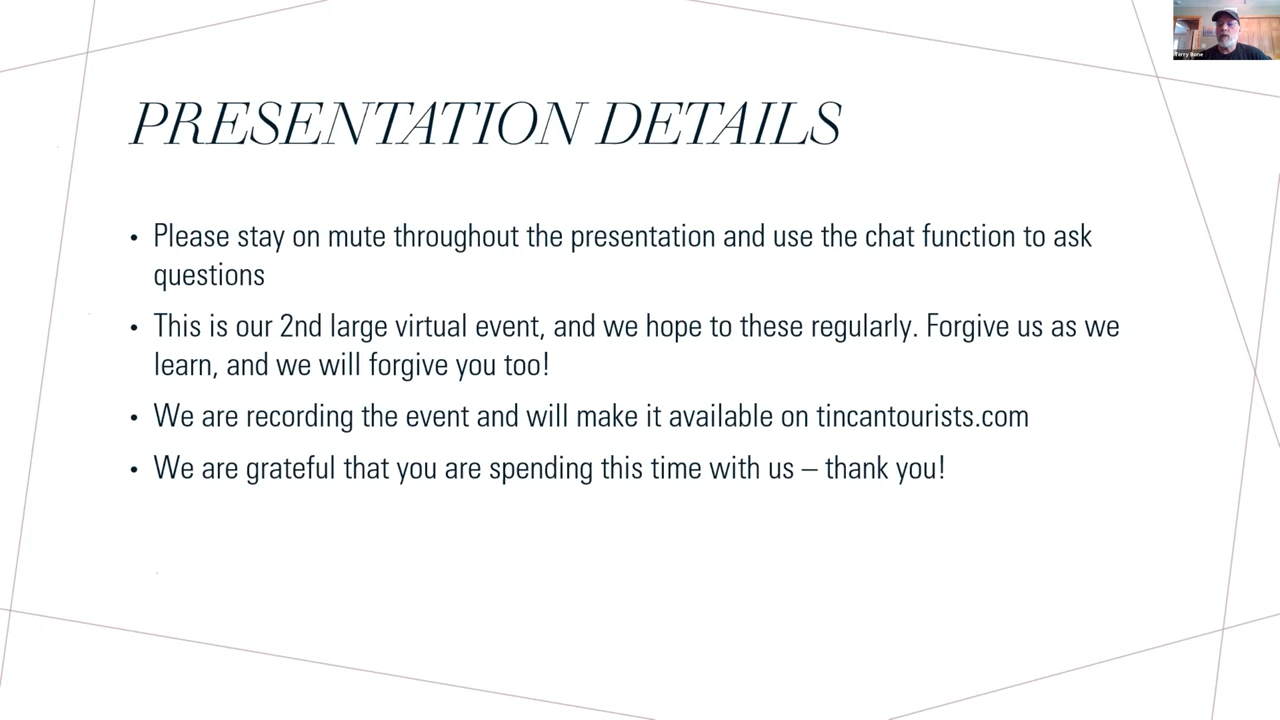 PRESENTATION DETAILS
• Please stay on mute throughout the presentation and use the chat function to ask
questions
• This is our 2nd large virtual event, and we hope to these regularly. Forgive us as we
learn, and we will forgive you too!
• We are recording the event and will make it available on tincantourists.com
• We are grateful that you are spending this time with us – thank you!
Terry Bone